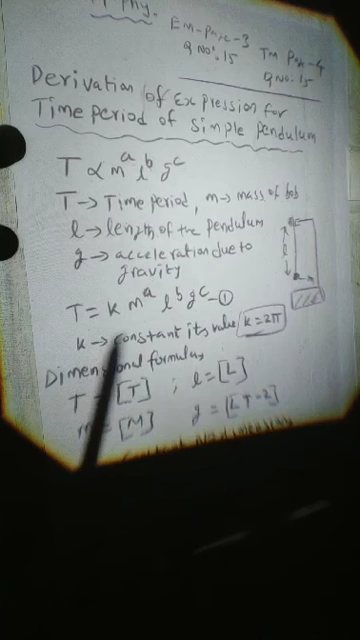 Phy.
EM-Page-3
Q No:-15
TM Page-4
Q No.-15
Derivation of Expression for
Time period of simple pendulum
T ∝ m^a l^b g^c
T → Time period, m → mass of bob
l → length of the pendulum
g → acceleration due to
gravity
T = k m^a l^b g^c - ①
k → constant its value k = 2π
Dimensional formula,
T = [T] ; l = [L]
m = [M] g = [LT-2]